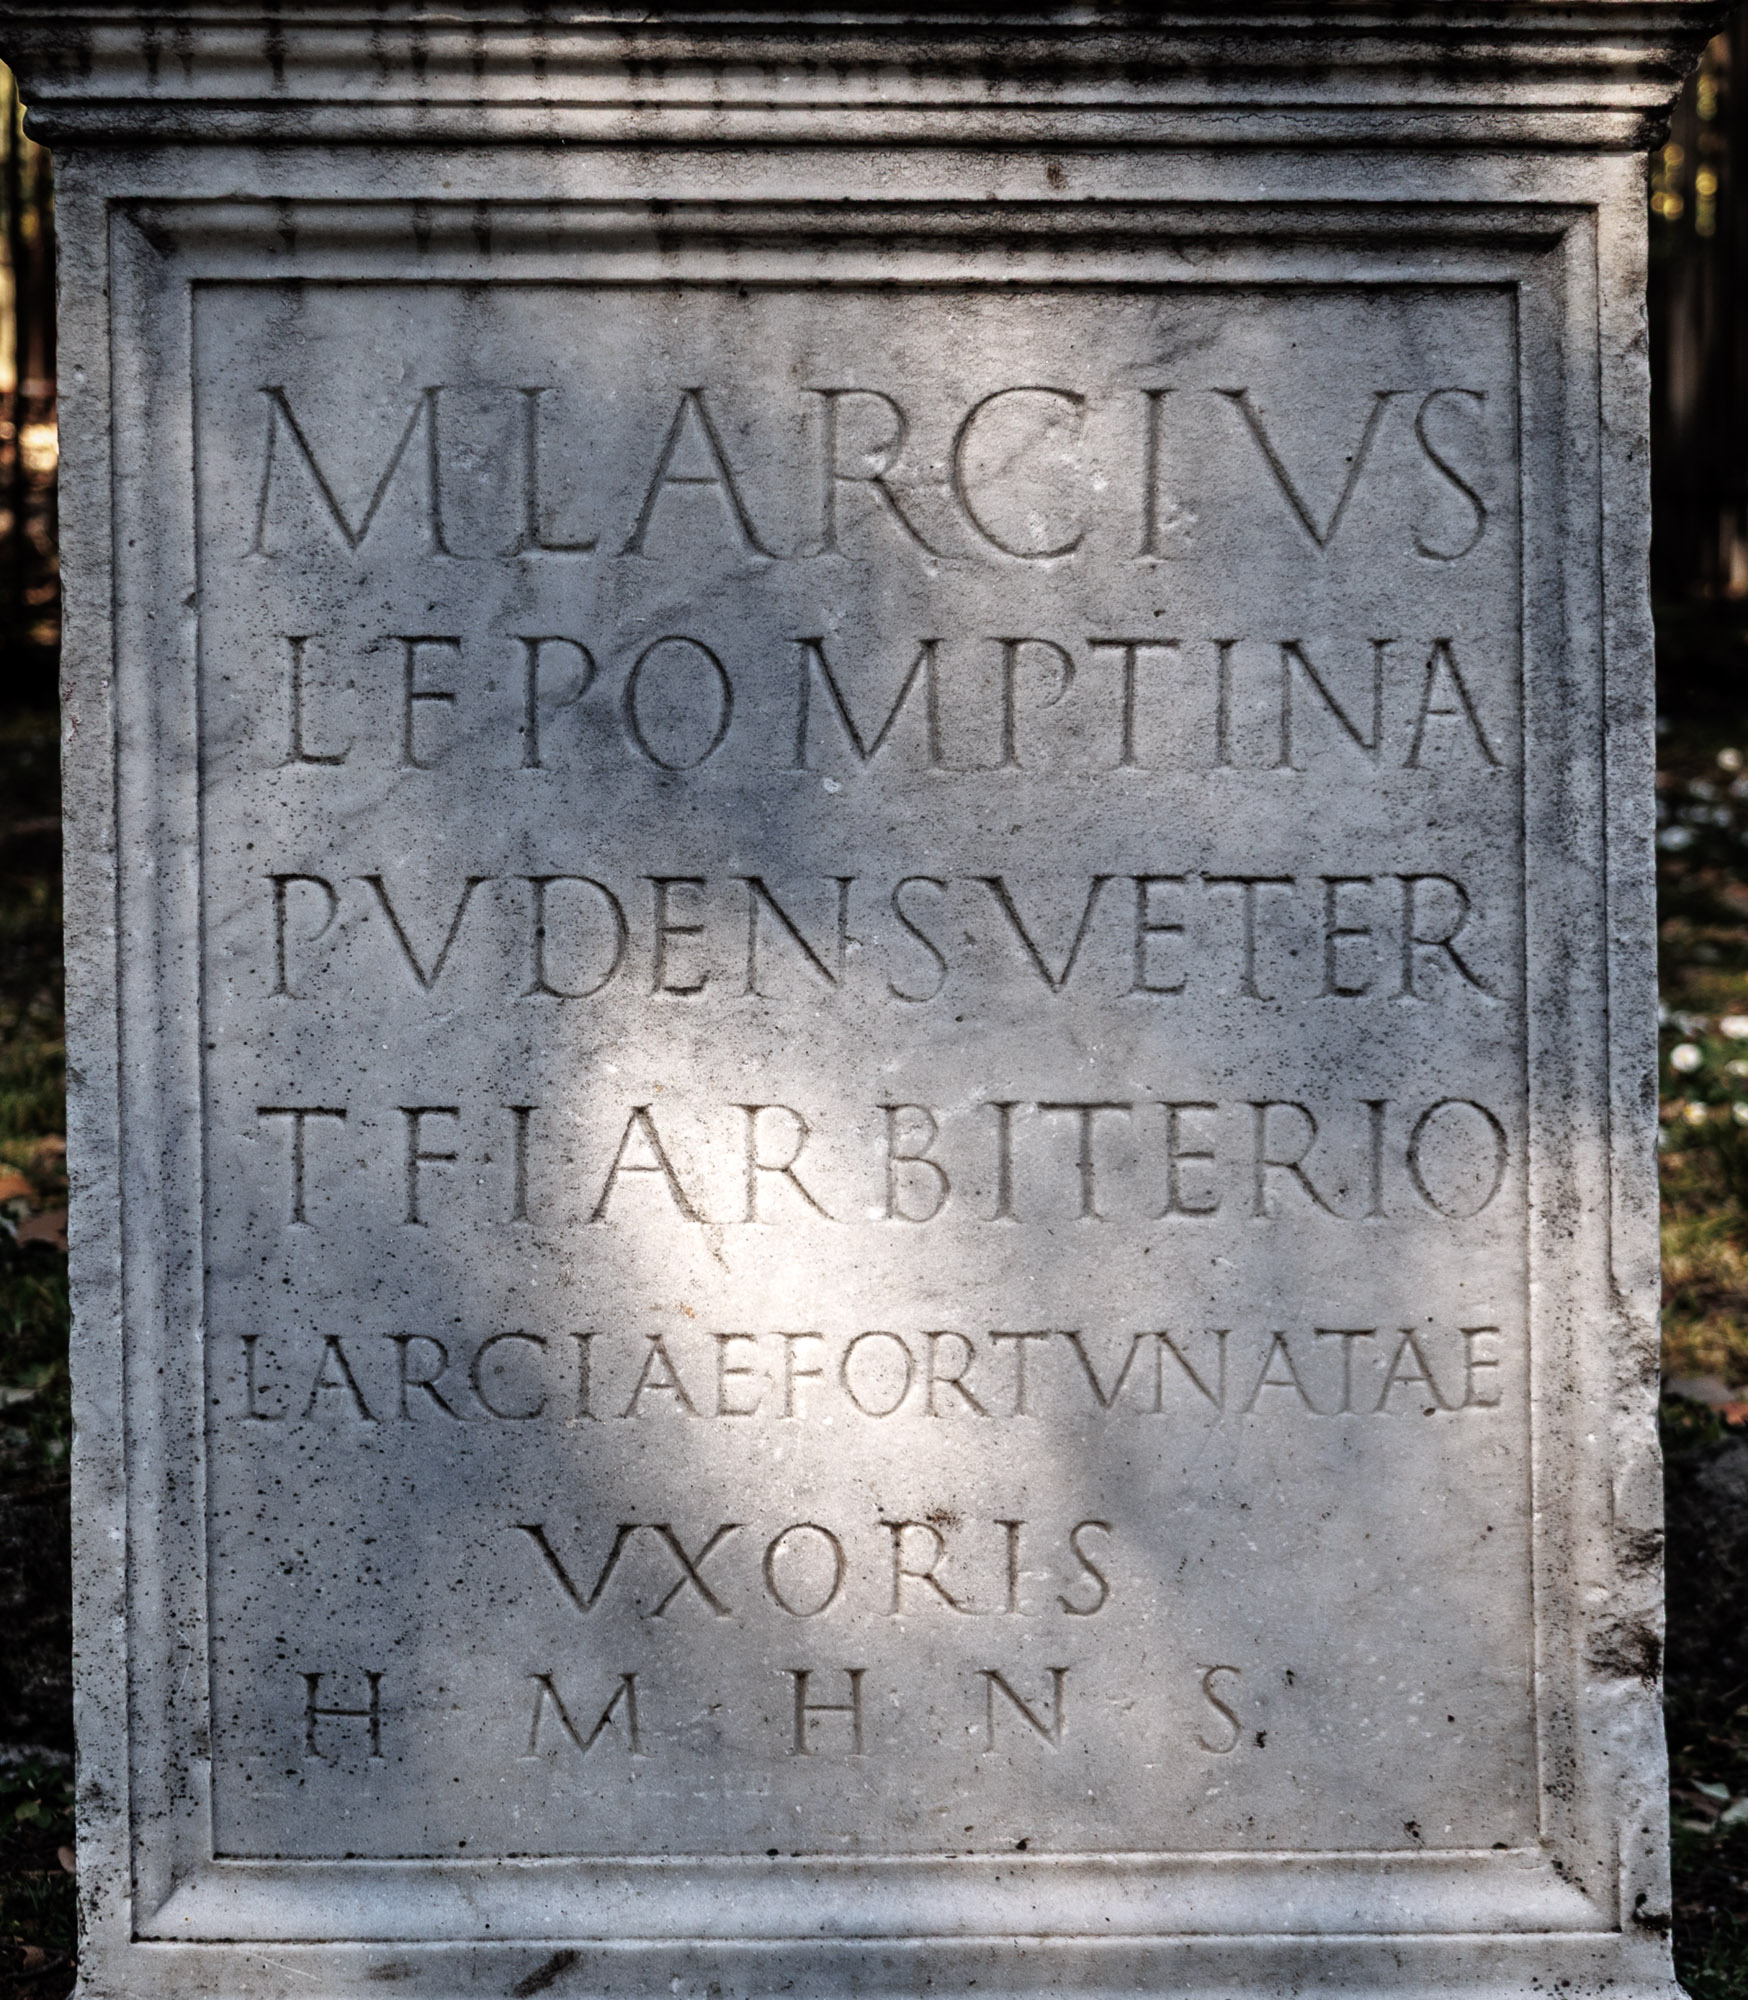 M LARCIVS
L F POMPTINA
PVDENS VETER
T F I ARBITERIO
LARCIAE FORTVNATAE
VXORIS
H M H N S